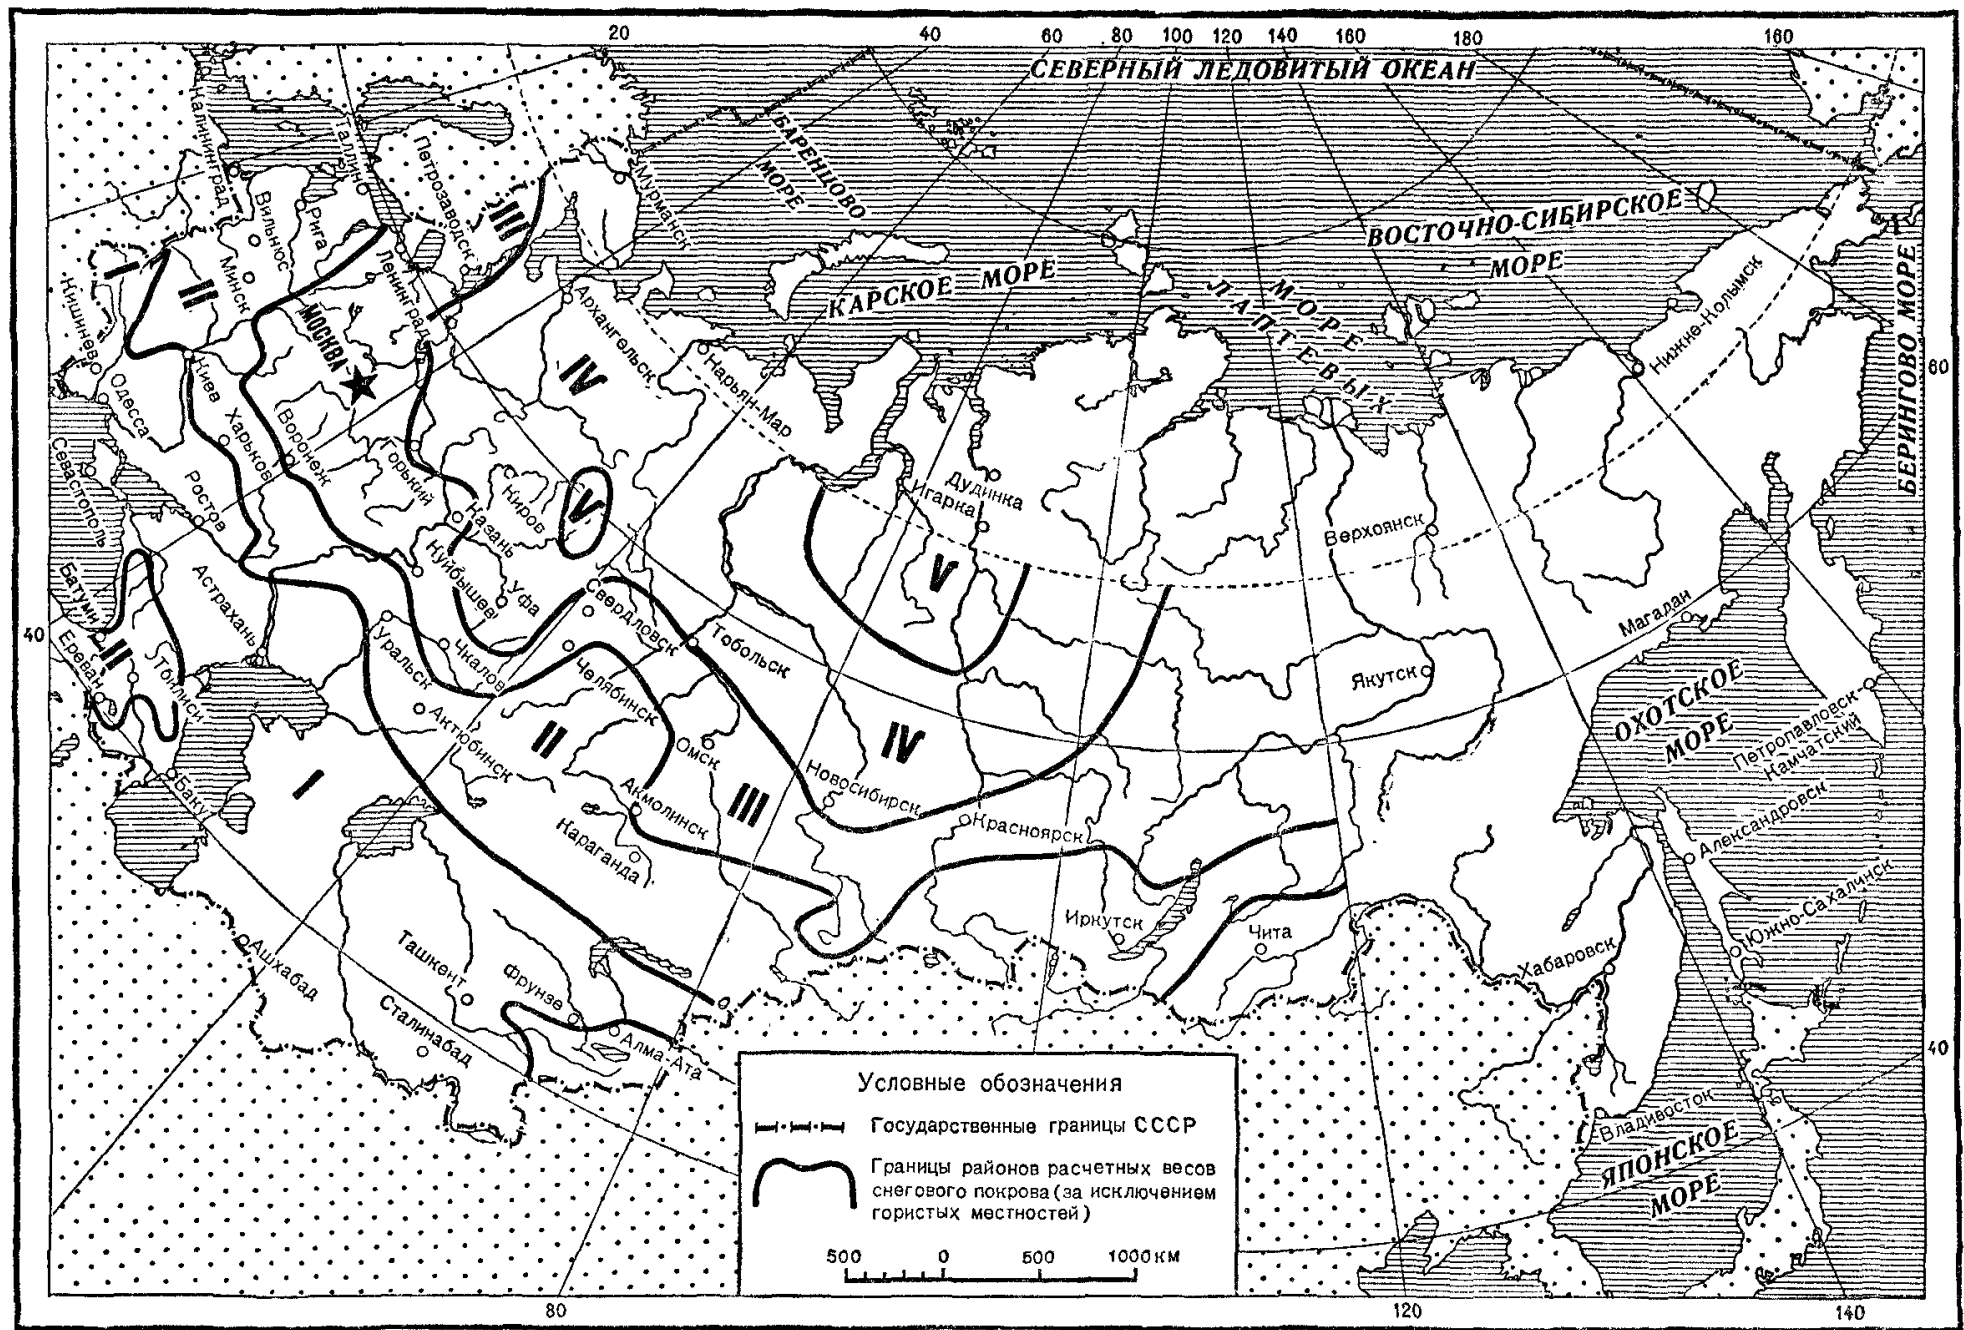 20 40 60 80 100 120 140 160 180 160
СЕВЕРНЫЙ ЛЕДОВИТЫЙ ОКЕАН
БАРЕНЦОВО
МОРЕ
КАРСКОЕ МОРЕ
МОРЕ
ЛАПТЕВЫХ
ВОСТОЧНО-СИБИРСКОЕ
МОРЕ
БЕРИНГОВО МОРЕ
60
Калининград
Таллин
Петрозаводск
Мурманск
Вильнюс
Рига
Минск
Ленинград
III
I
II
Кишинев
МОСКВА
Архангельск
IV
Нарьян-Мар
Нижне-Колымск
Киев
Одесса
Харьков
Воронеж
Горький
Киров
V
Севастополь
Ростов
Казань
Дудинка
Игарка
V
Верхоянск
Батуми
Астрахань
Куйбышев
Уфа
Свердловск
Тобольск
Магадан
40
Ереван
II
Тбилиси
Уральск
Чкалов
Челябинск
Якутск
ОХОТСКОЕ
МОРЕ
Петропавловск-
Камчатский
Актюбинск
II
Омск
IV
Баку
I
Акмолинск
III
Новосибирск
Красноярск
Александровск
Караганда
Иркутск
Чита
Хабаровск
Южно-Сахалинск
Ашхабад
Ташкент
Фрунзе
Сталинабад
Алма-Ата
40
Владивосток
ЯПОНСКОЕ
МОРЕ
Условные обозначения
Государственные границы СССР
Границы районов расчетных весов
снегового покрова (за исключением
гористых местностей)
500 0 500 1000 км
80 120 140